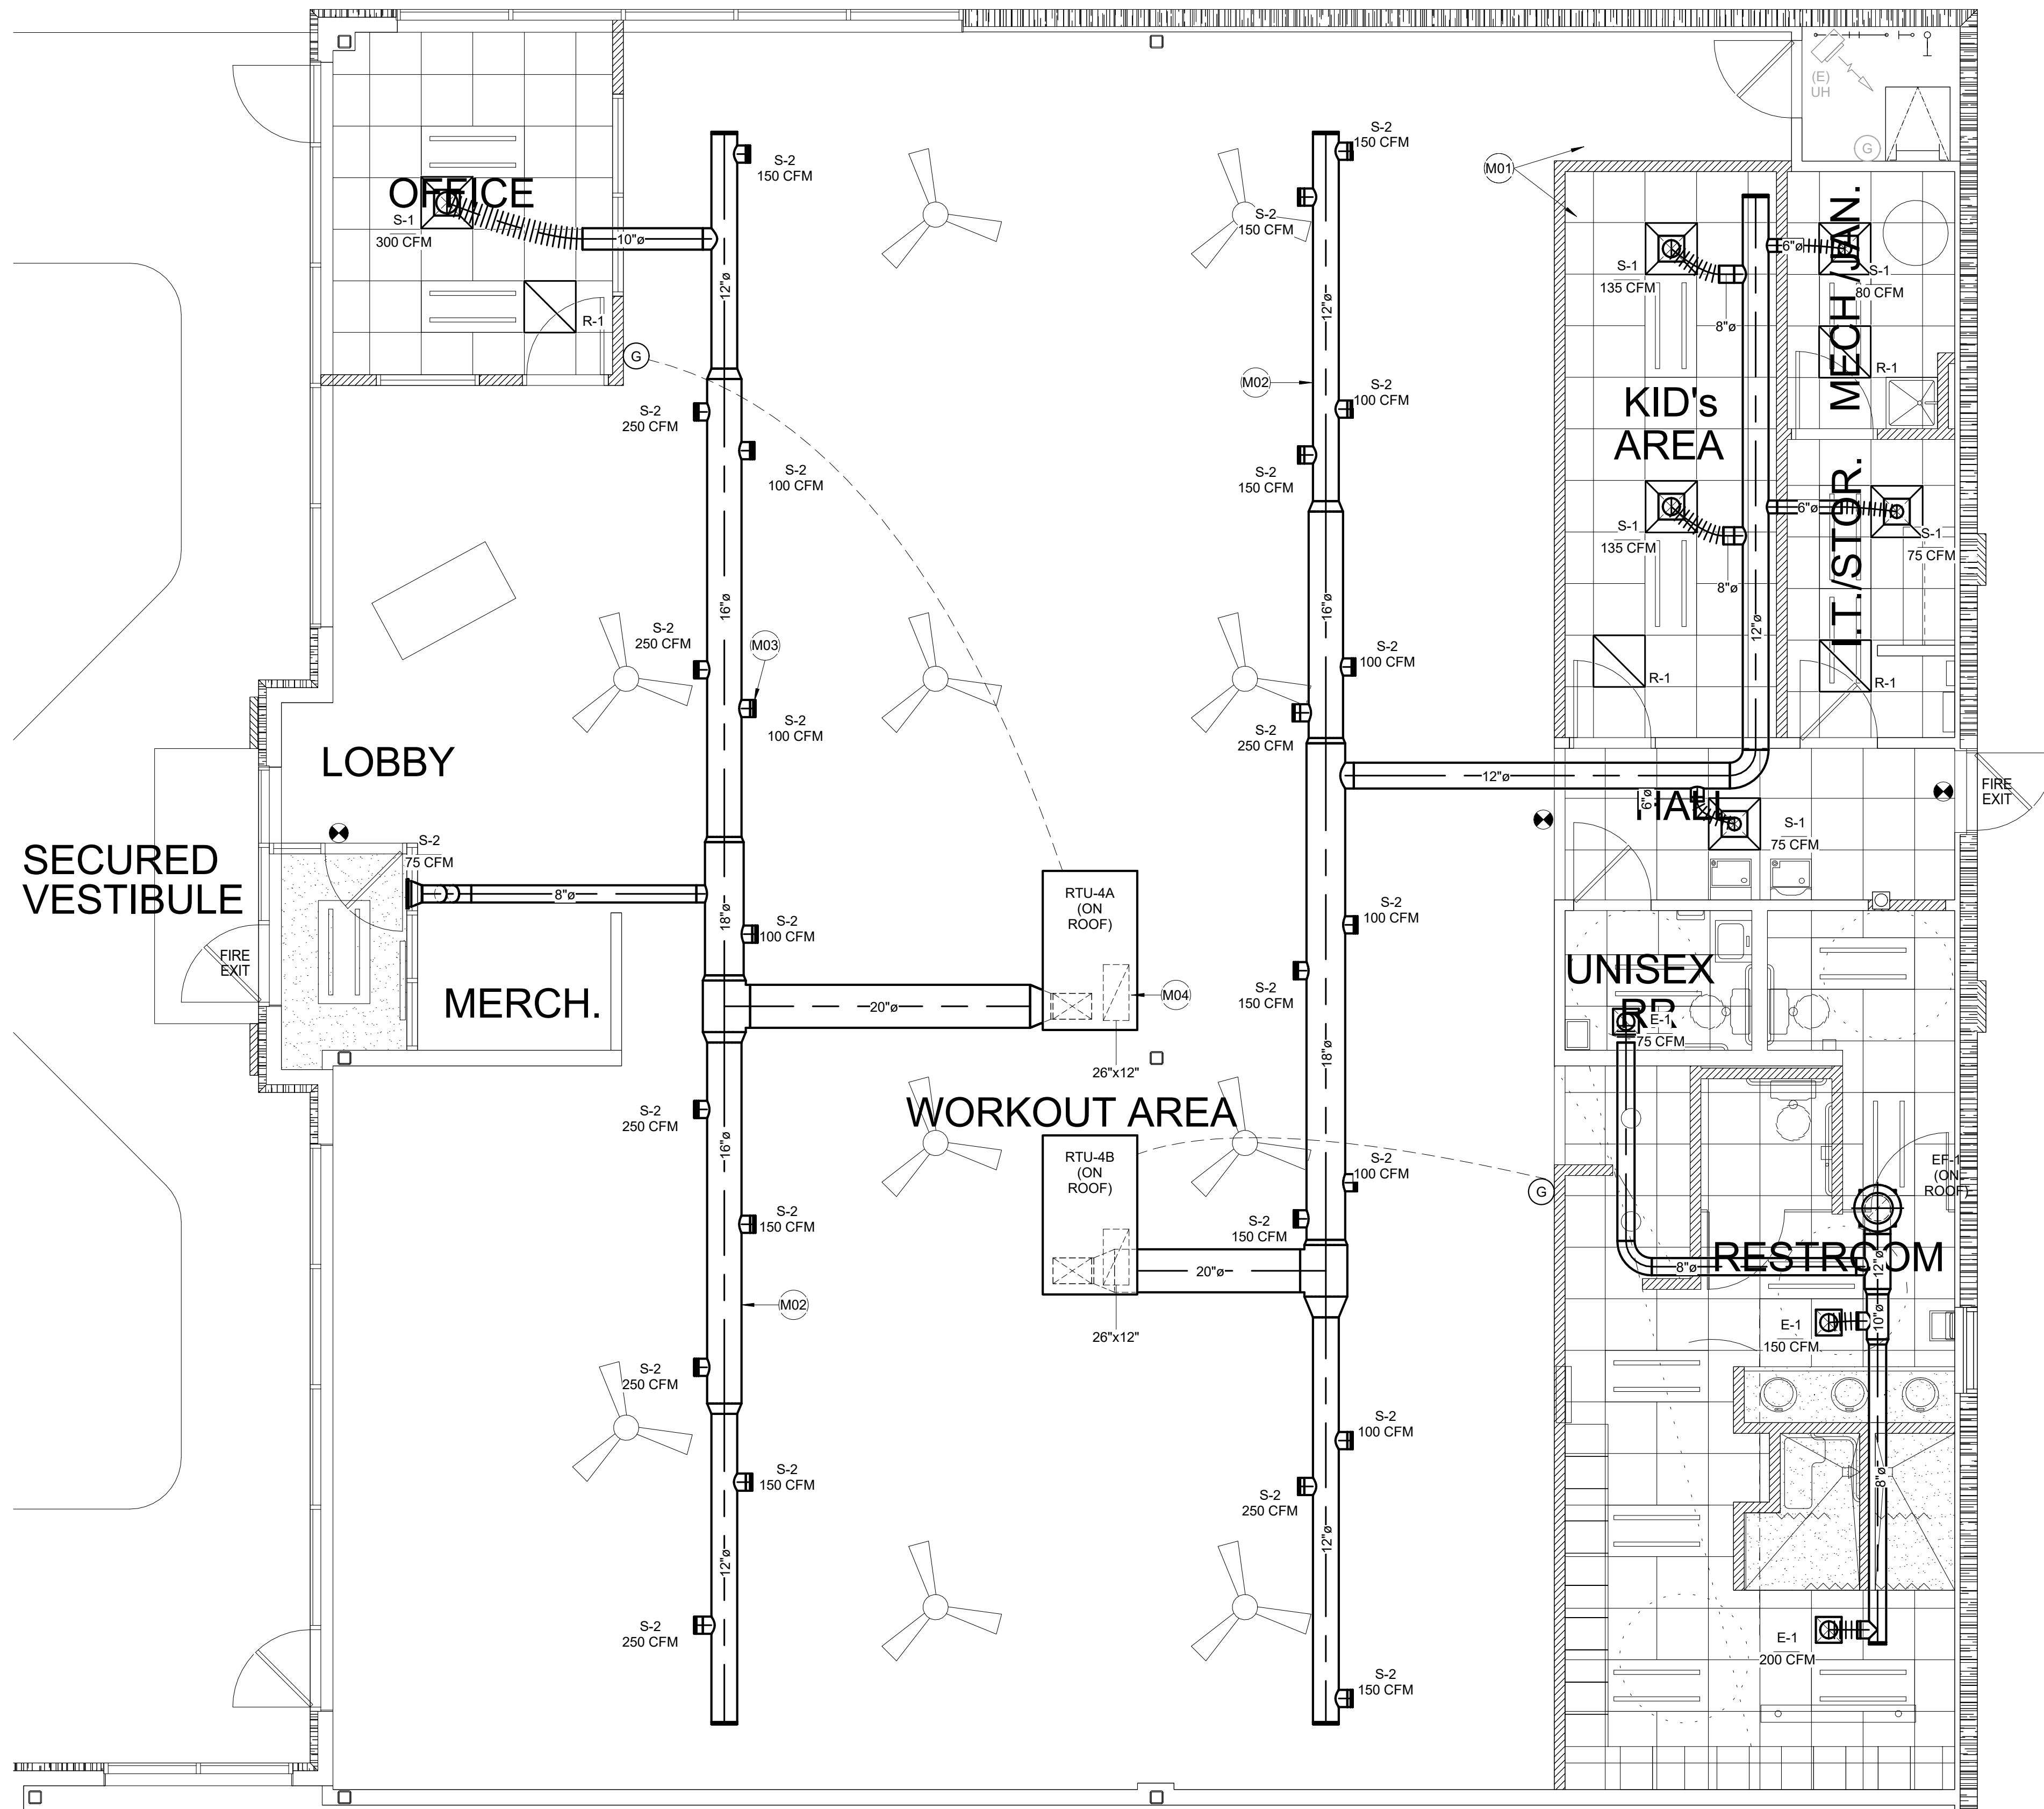 (E)
UH
G
OFFICE
S-1
300 CFM
10"ø
R-1
G
S-2
150 CFM
12"ø
S-2
250 CFM
S-2
100 CFM
16"ø
S-2
250 CFM
M03
S-2
100 CFM
LOBBY
SECURED
VESTIBULE
S-2
75 CFM
8"ø
18"ø
S-2
100 CFM
FIRE
EXIT
MERCH.
20"ø
RTU-4A
(ON
ROOF)
M04
26"x12"
S-2
250 CFM
16"ø
WORKOUT AREA
S-2
150 CFM
RTU-4B
(ON
ROOF)
26"x12"
M02
S-2
250 CFM
S-2
150 CFM
12"ø
S-2
250 CFM
S-2
150 CFM
S-2
150 CFM
12"ø
M02
S-2
100 CFM
S-2
150 CFM
16"ø
S-2
100 CFM
S-2
250 CFM
12"ø
S-2
100 CFM
S-2
150 CFM
18"ø
S-2
100 CFM
S-2
150 CFM
20"ø
G
S-2
100 CFM
S-2
250 CFM
12"ø
S-2
150 CFM
M01
S-1
135 CFM
8"ø
6"ø
S-1
80 CFM
MECH./JAN.
R-1
KID's
AREA
S-1
135 CFM
8"ø
6"ø
S-1
75 CFM
I.T./STOR.
12"ø
R-1
R-1
6"ø
HALL
S-1
75 CFM
FIRE
EXIT
UNISEX
RR
E-1
75 CFM
EF-1
(ON
ROOF)
RESTROOM
8"ø
12"ø
10"ø
E-1
150 CFM
8"ø
E-1
200 CFM